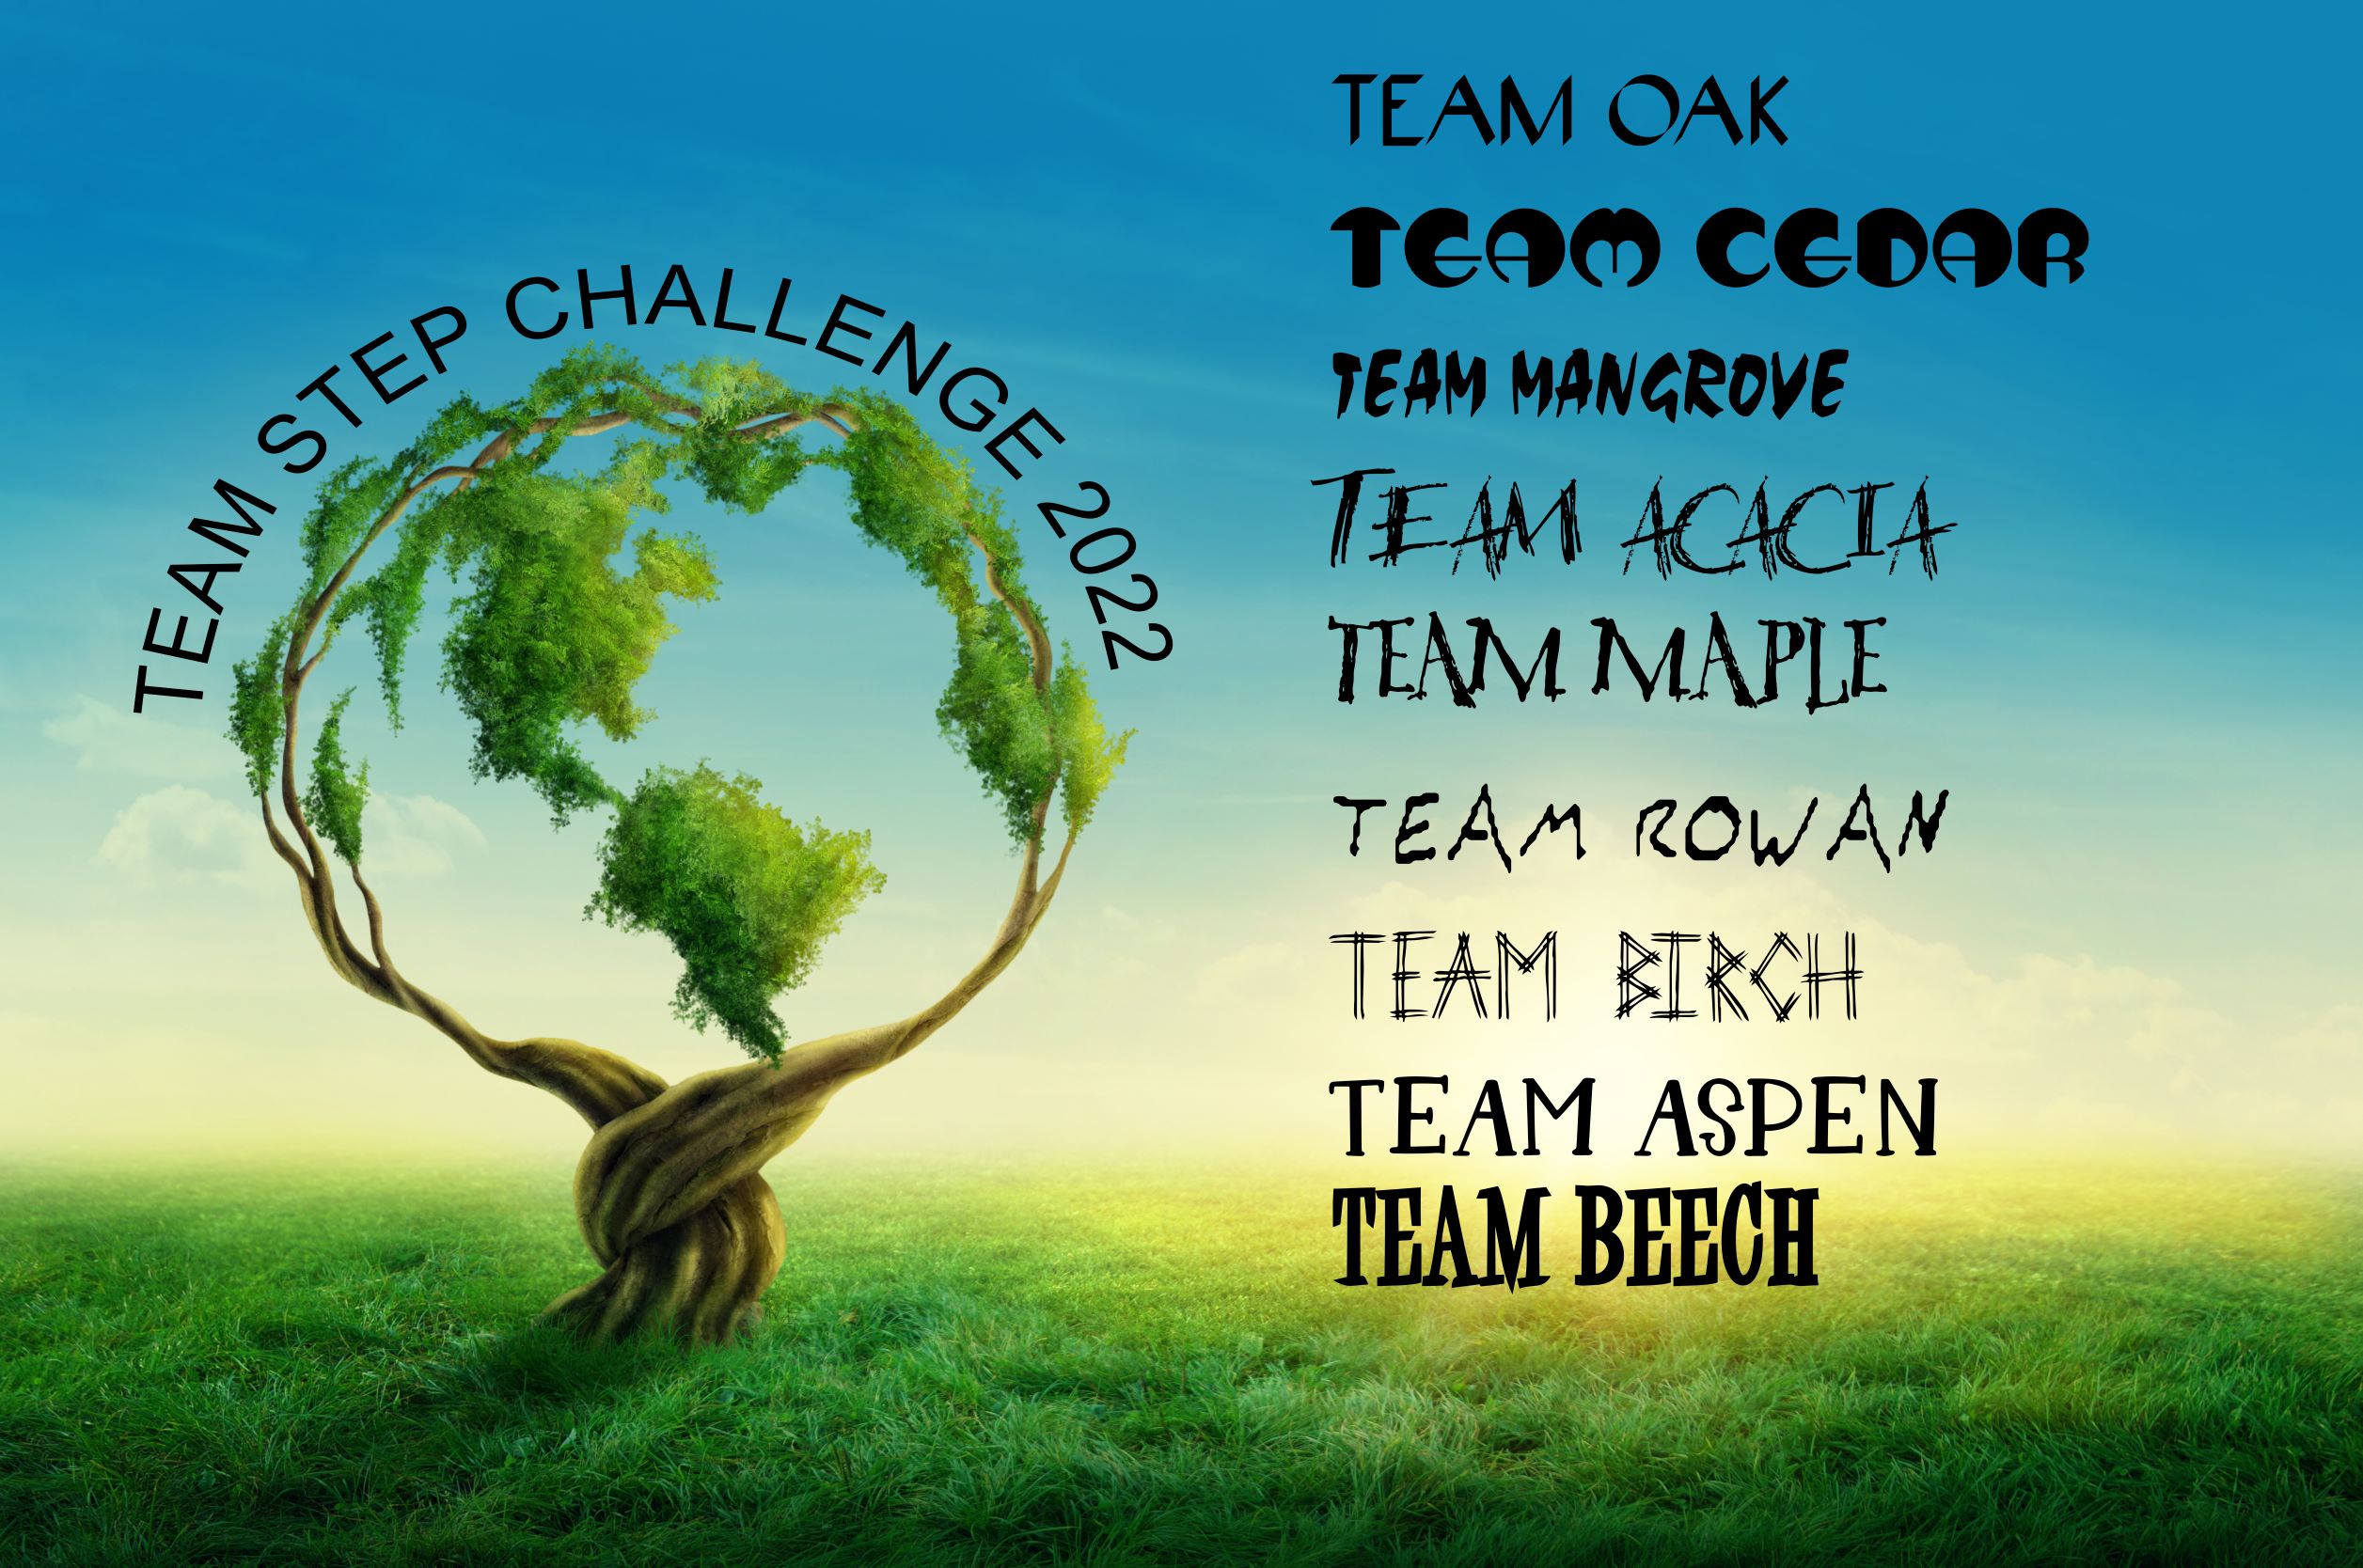 TEAM STEP CHALLENGE 2022
TEAM OAK
TEAM CEDAR
TEAM MANGROVE
TEAM ACACIA
TEAM MAPLE
TEAM ROWAN
TEAM BIRCH
TEAM ASPEN
TEAM BEECH